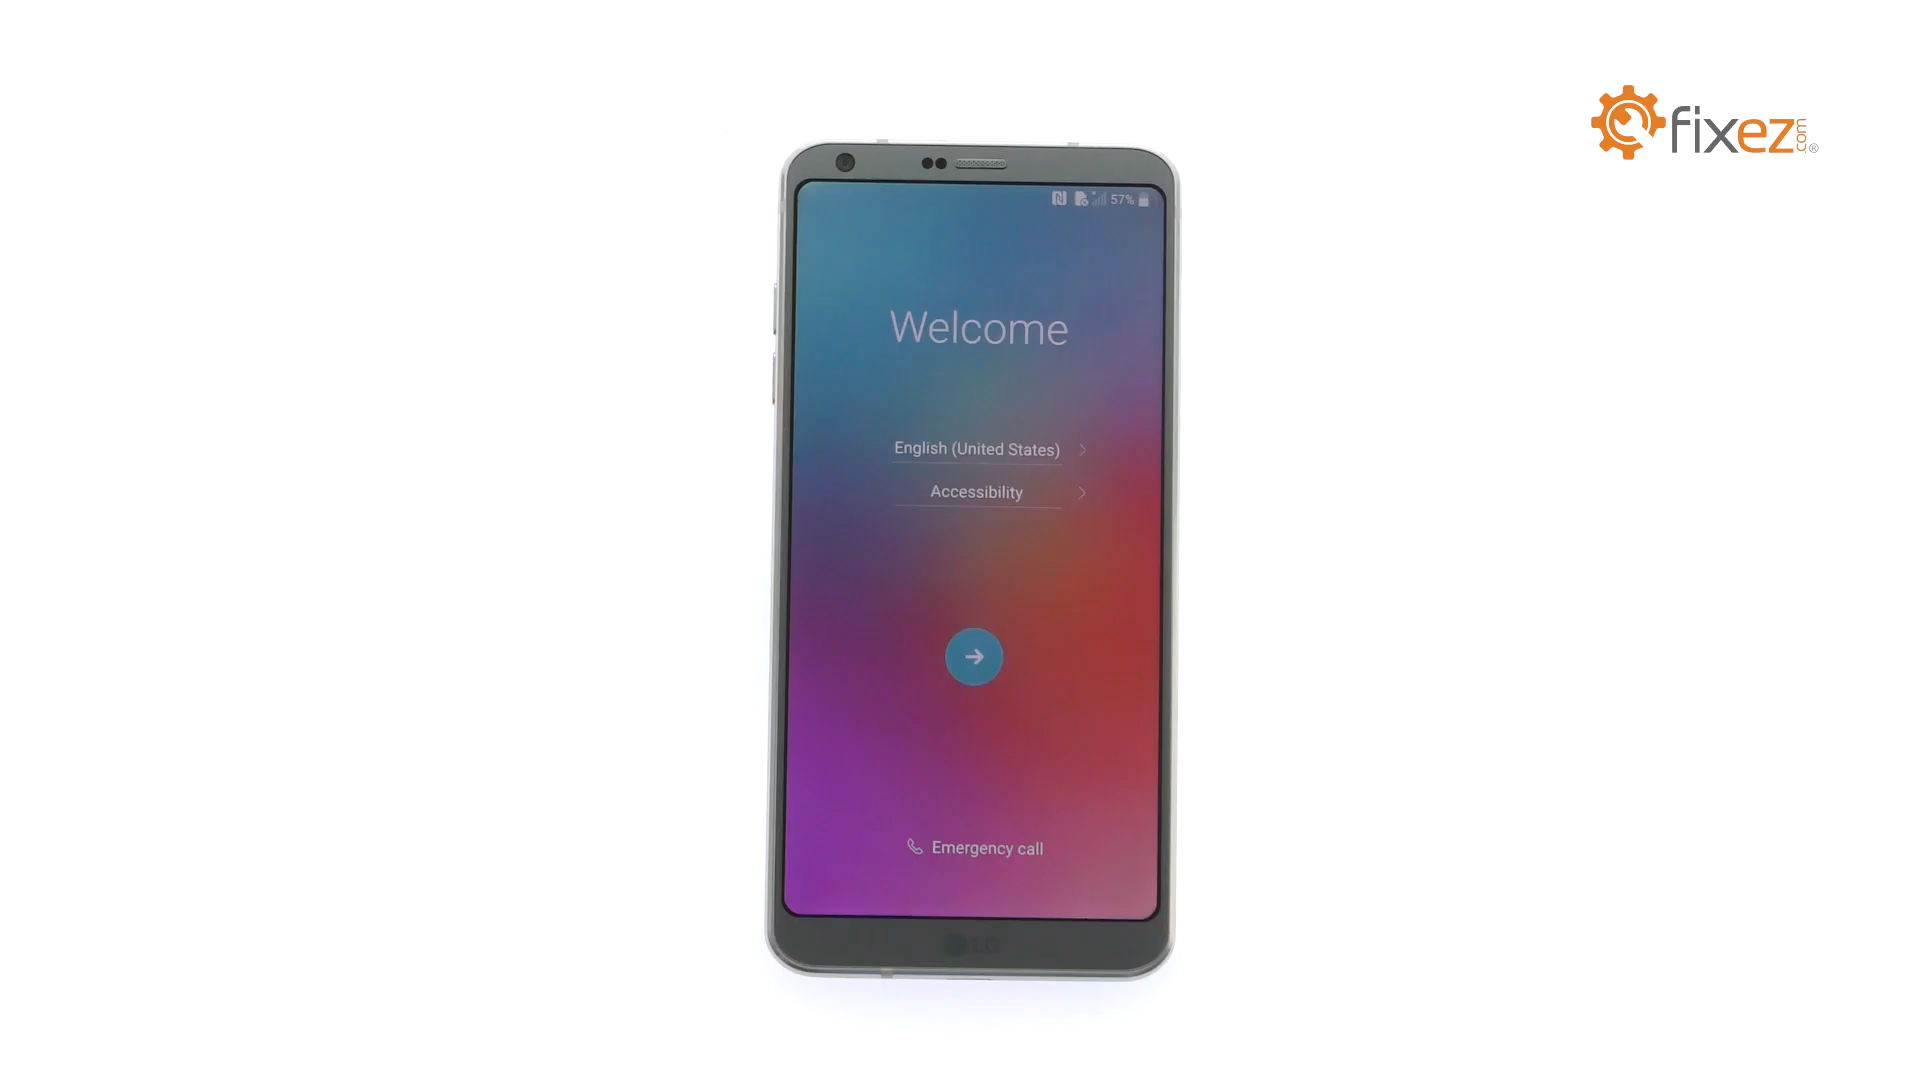 fixez.com®
57%
Welcome
English (United States)
Accessibility
Emergency call
LG